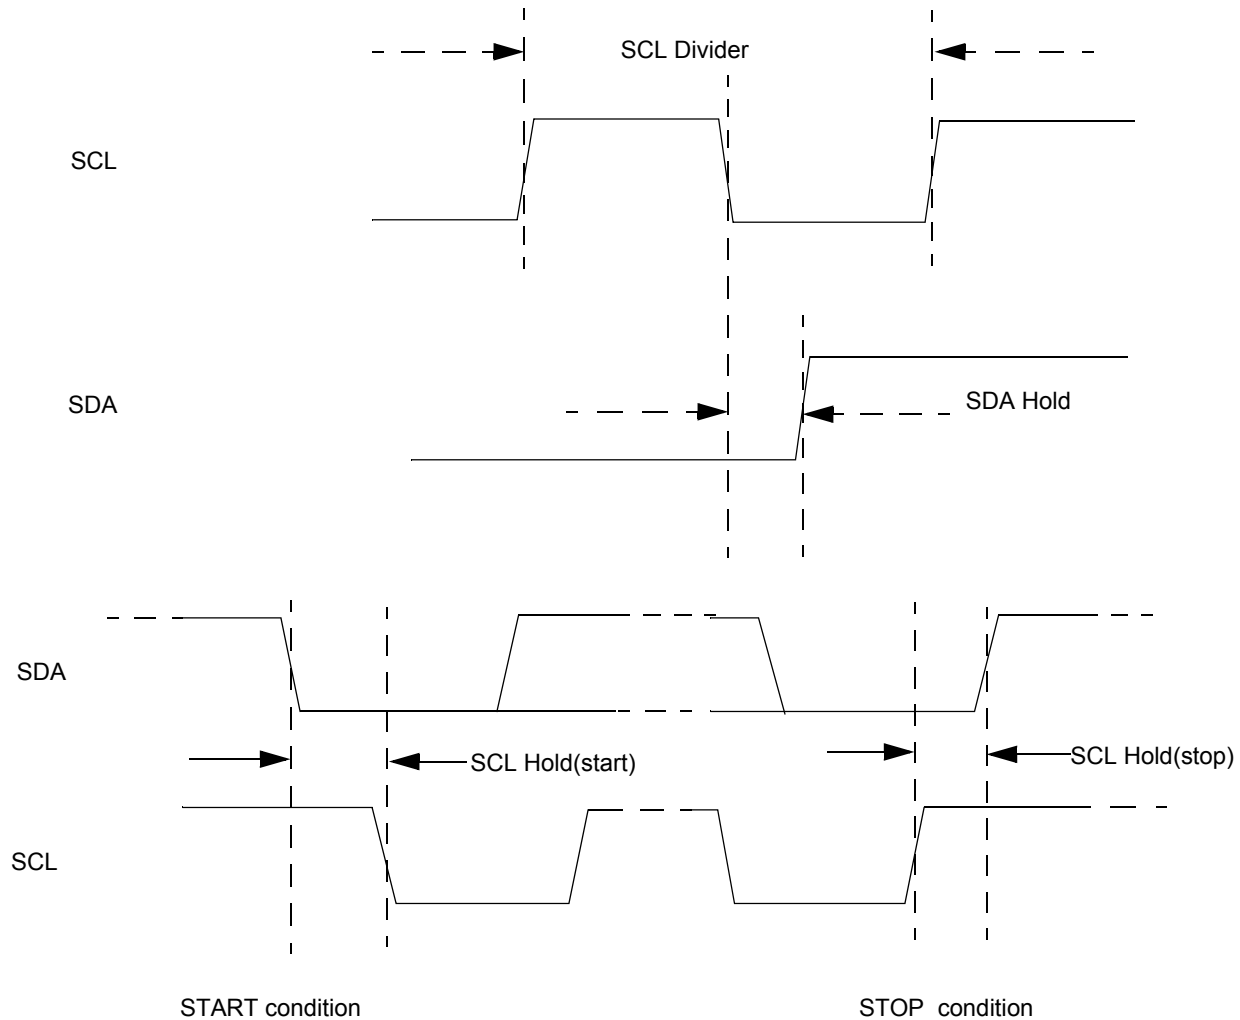 SCL Divider
SCL
SDA
SDA Hold
SDA
SCL Hold(start)
SCL Hold(stop)
SCL
START condition
STOP condition